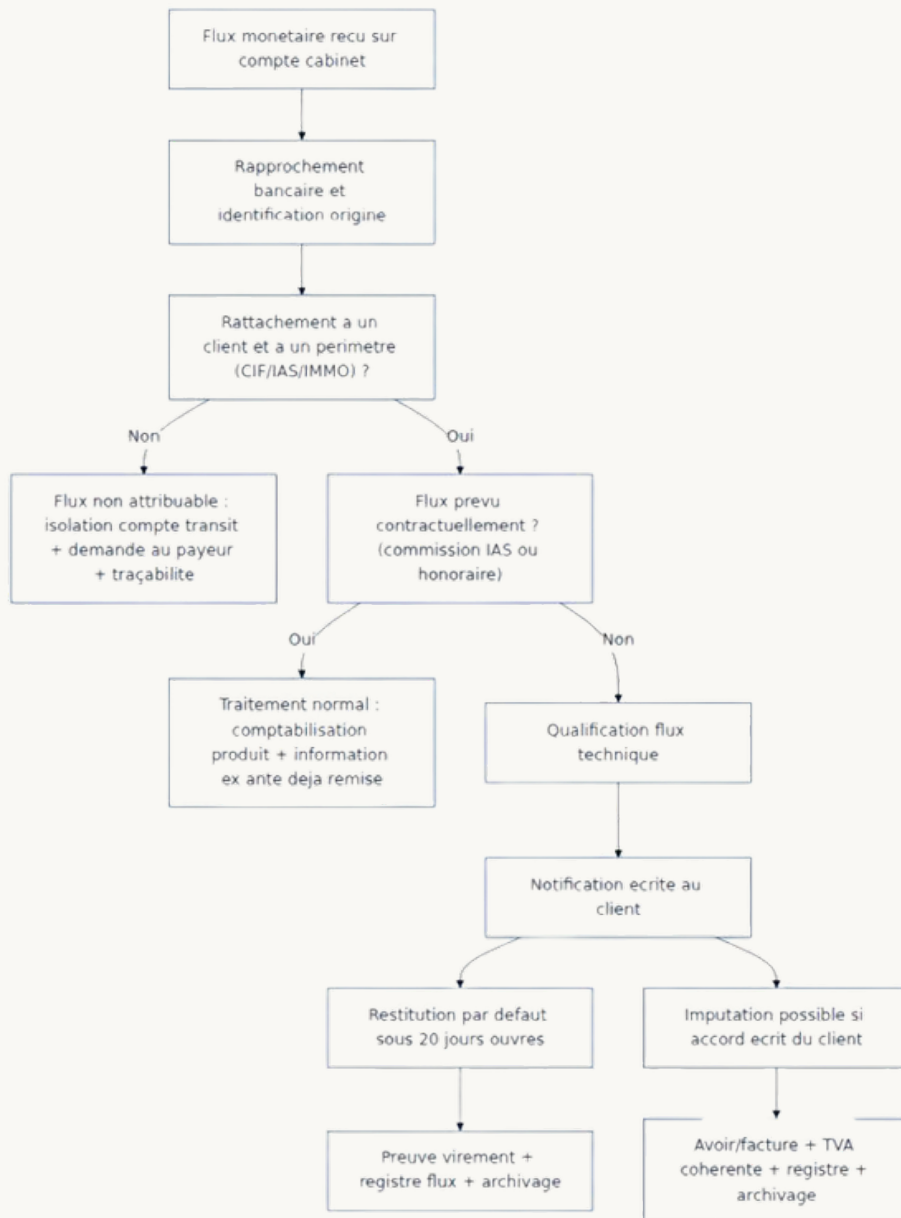 Flux monetaire recu sur
compte cabinet
Rapprochement
bancaire et
identification origine
Rattachement a un
client et a un perimetre
(CIF/IAS/IMMO) ?
Non
Oui
Flux non attribuable :
isolation compte transit
+ demande au payeur
+ traçabilite
Flux prevu
contractuellement ?
(commission IAS ou
honoraire)
Oui
Non
Traitement normal :
comptabilisation
produit + information
ex ante deja remise
Qualification flux
technique
Notification ecrite au
client
Restitution par defaut
sous 20 jours ouvres
Imputation possible si
accord ecrit du client
Preuve virement +
registre flux + archivage
Avoir/facture + TVA
coherente + registre +
archivage